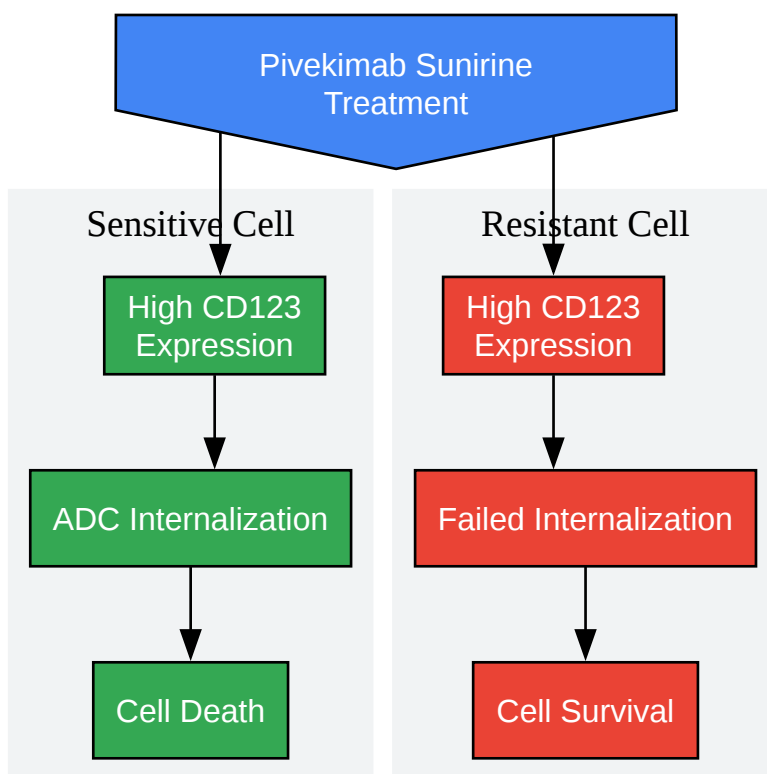 Pivekimab Sunirine
Treatment
Sensitive Cell
High CD123
Expression
ADC Internalization
Cell Death
Resistant Cell
High CD123
Expression
Failed Internalization
Cell Survival